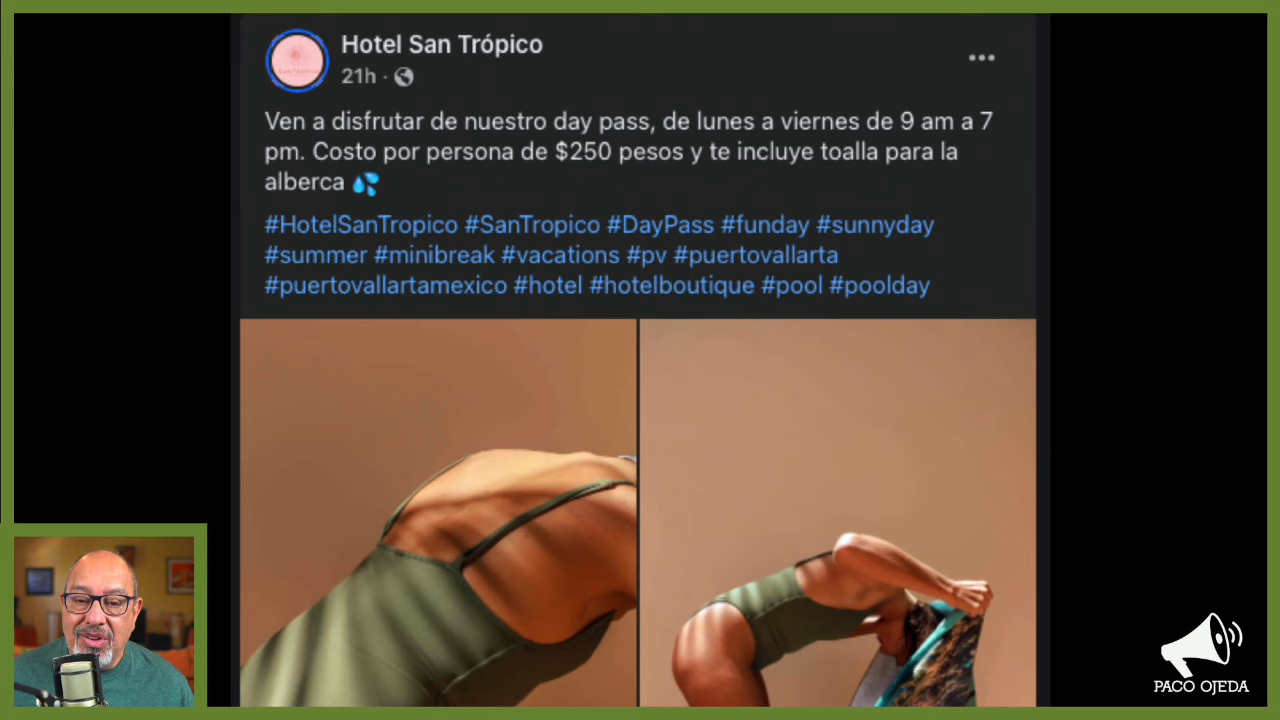 Hotel San Trópico
21h ·
Ven a disfrutar de nuestro day pass, de lunes a viernes de 9 am a 7
pm. Costo por persona de $250 pesos y te incluye toalla para la
alberca 💦
#HotelSanTropico #SanTropico #DayPass #funday #sunnyday
#summer #minibreak #vacations #pv #puertovallarta
#puertovallartamexico #hotel #hotelboutique #pool #poolday
PACO OJEDA